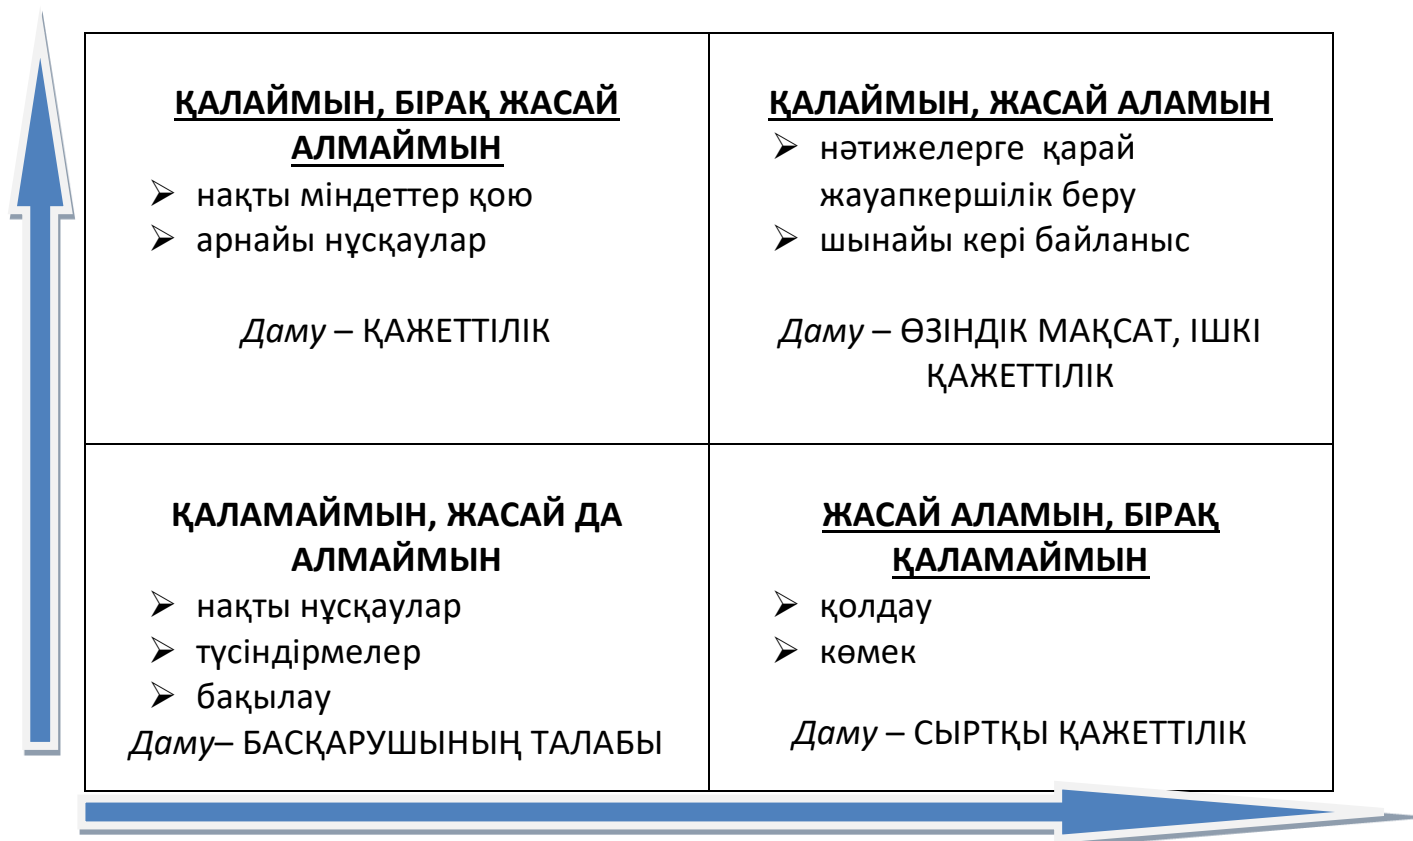 ҚАЛАЙМЫН, БІРАҚ ЖАСАЙ
АЛМАЙМЫН
➢ нақты міндеттер қою
➢ арнайы нұсқаулар
Даму – ҚАЖЕТТІЛІК
ҚАЛАЙМЫН, ЖАСАЙ АЛАМЫН
➢ нәтижелерге қарай
жауапкершілік беру
➢ шынайы кері байланыс
Даму – ӨЗІНДІК МАҚСАТ, ІШКІ
ҚАЖЕТТІЛІК
ҚАЛАМАЙМЫН, ЖАСАЙ ДА
АЛМАЙМЫН
➢ нақты нұсқаулар
➢ түсіндірмелер
➢ бақылау
Даму– БАСҚАРУШЫНЫҢ ТАЛАБЫ
ЖАСАЙ АЛАМЫН, БІРАҚ
ҚАЛАМАЙМЫН
➢ қолдау
➢ көмек
Даму – СЫРТҚЫ ҚАЖЕТТІЛІК